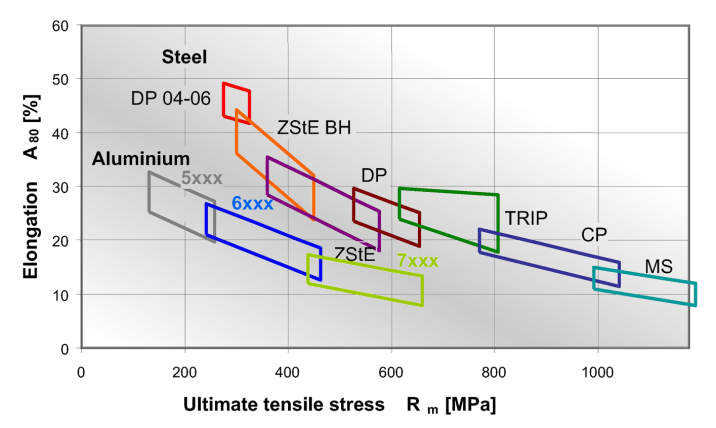 60
Steel
50
DP 04-06
40
ZStE BH
Aluminium
5xxx
DP
30
6xxx
TRIP
CP
20
ZStE
7xxx
MS
10
0
0 200 400 600 800 1000
Elongation A 80 [%]
Ultimate tensile stress R m [MPa]